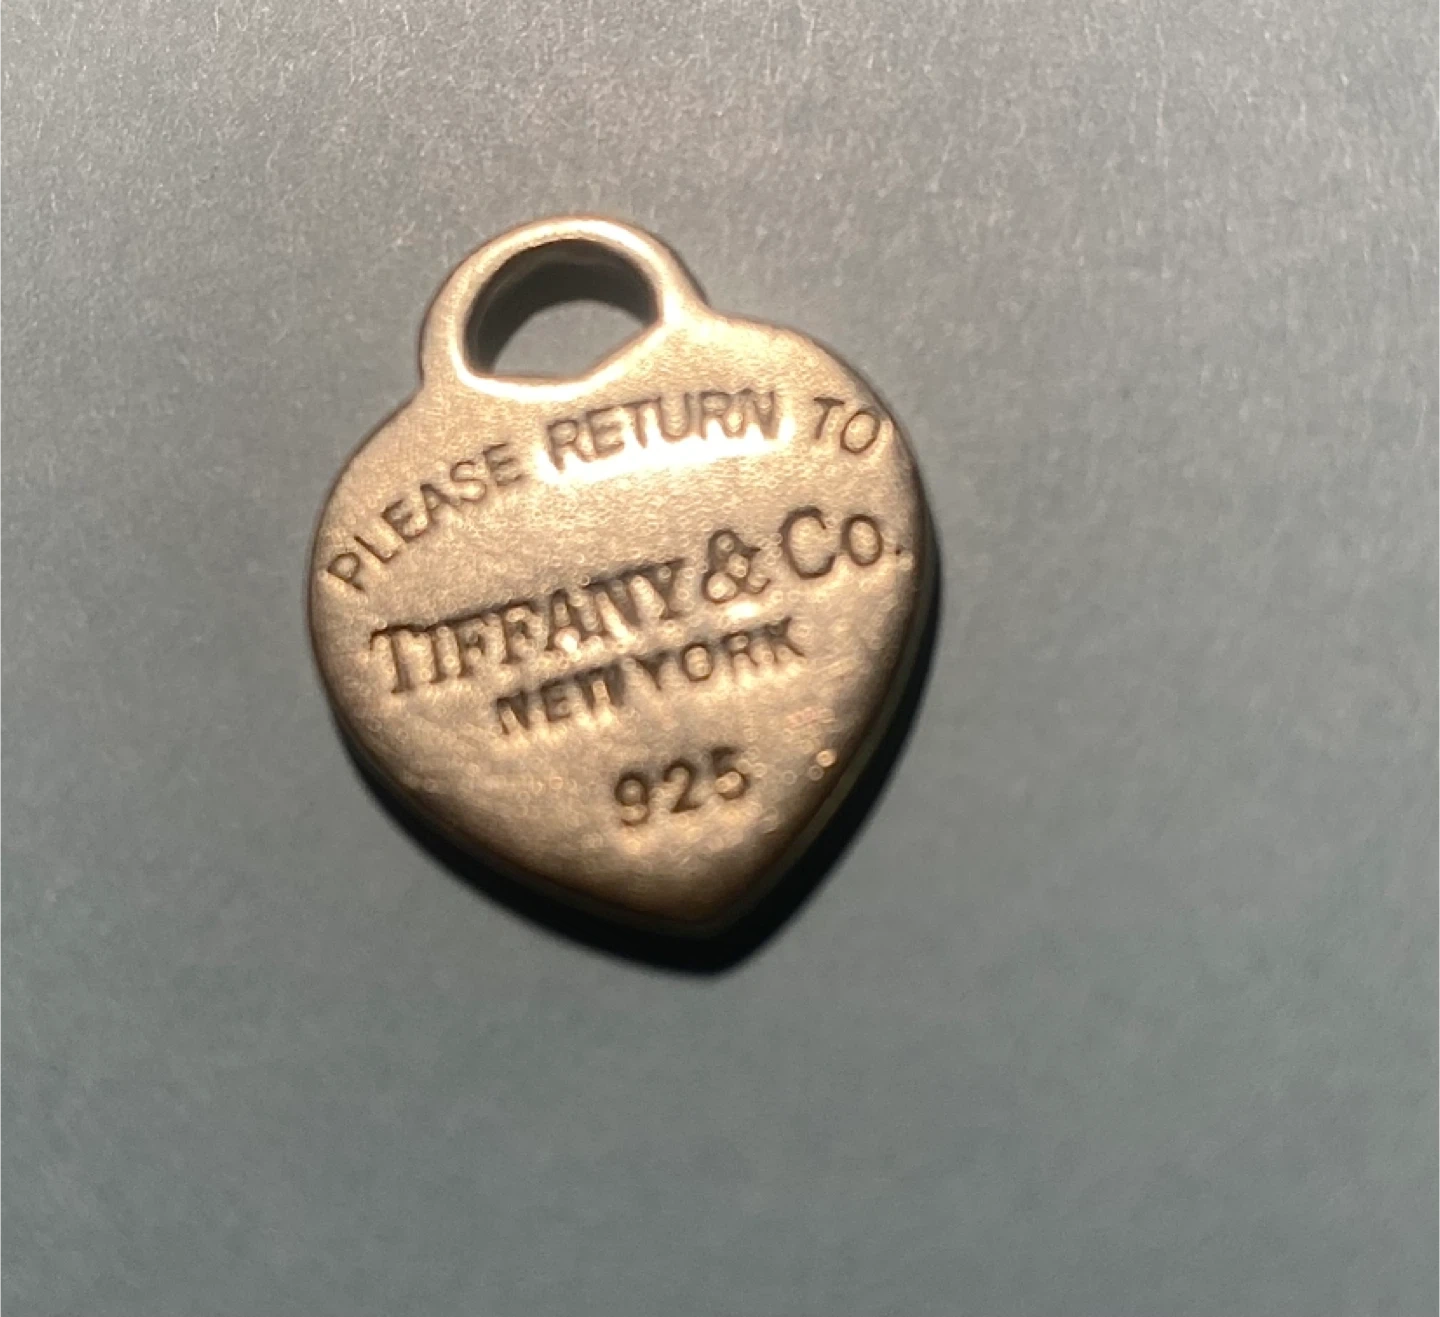 PLEASE RETURN TO
TIFFANY & CO.
NEW YORK
925